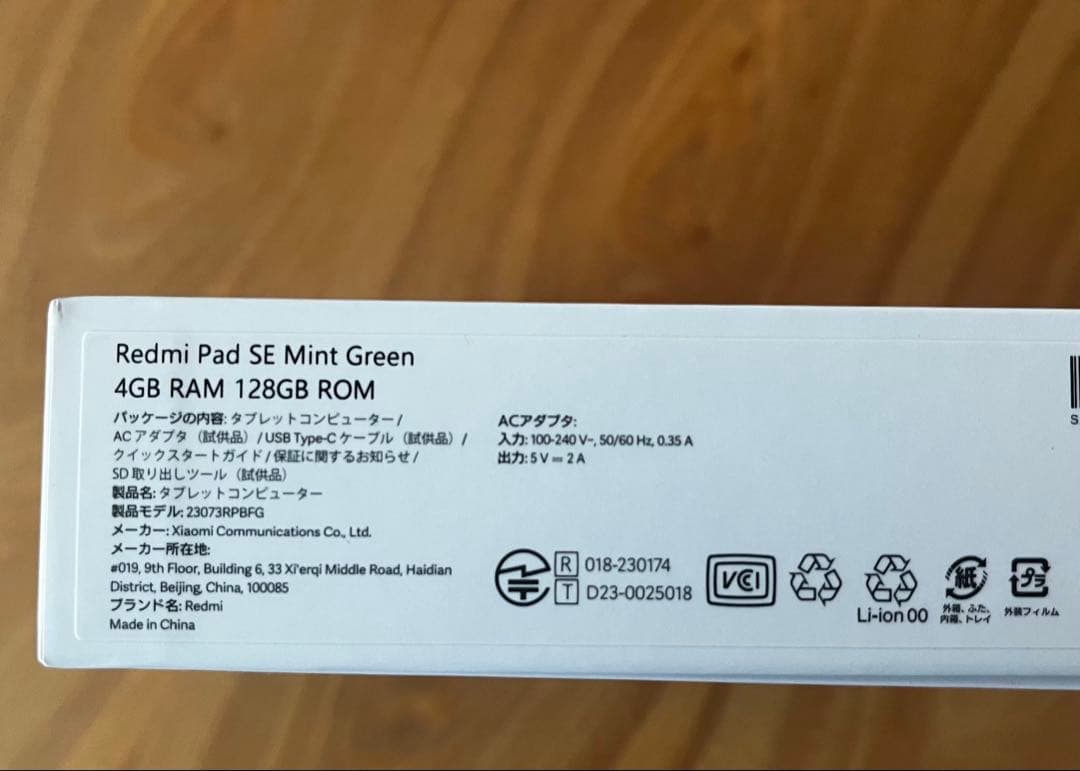 Redmi Pad SE Mint Green
4GB RAM 128GB ROM
パッケージの内容: タブレットコンピューター /
AC アダプタ（試供品）/ USB Type-C ケーブル（試供品）/
クイックスタートガイド / 保証に関するお知らせ /
SD 取り出しツール（試供品）
製品名: タブレットコンピューター
製品モデル: 23073RPBFG
メーカー: Xiaomi Communications Co., Ltd.
メーカー所在地:
#019, 9th Floor, Building 6, 33 Xi'erqi Middle Road, Haidian
District, Beijing, China, 100085
ブランド名: Redmi
Made in China
ACアダプタ:
入力: 100-240 V~, 50/60 Hz, 0.35 A
出力: 5 V ⎓ 2 A
R 018-230174
T D23-0025018
VCCI
Li-ion 00
紙
外箱、ふた、
内箱、トレイ
プラ
外装フィルム
S